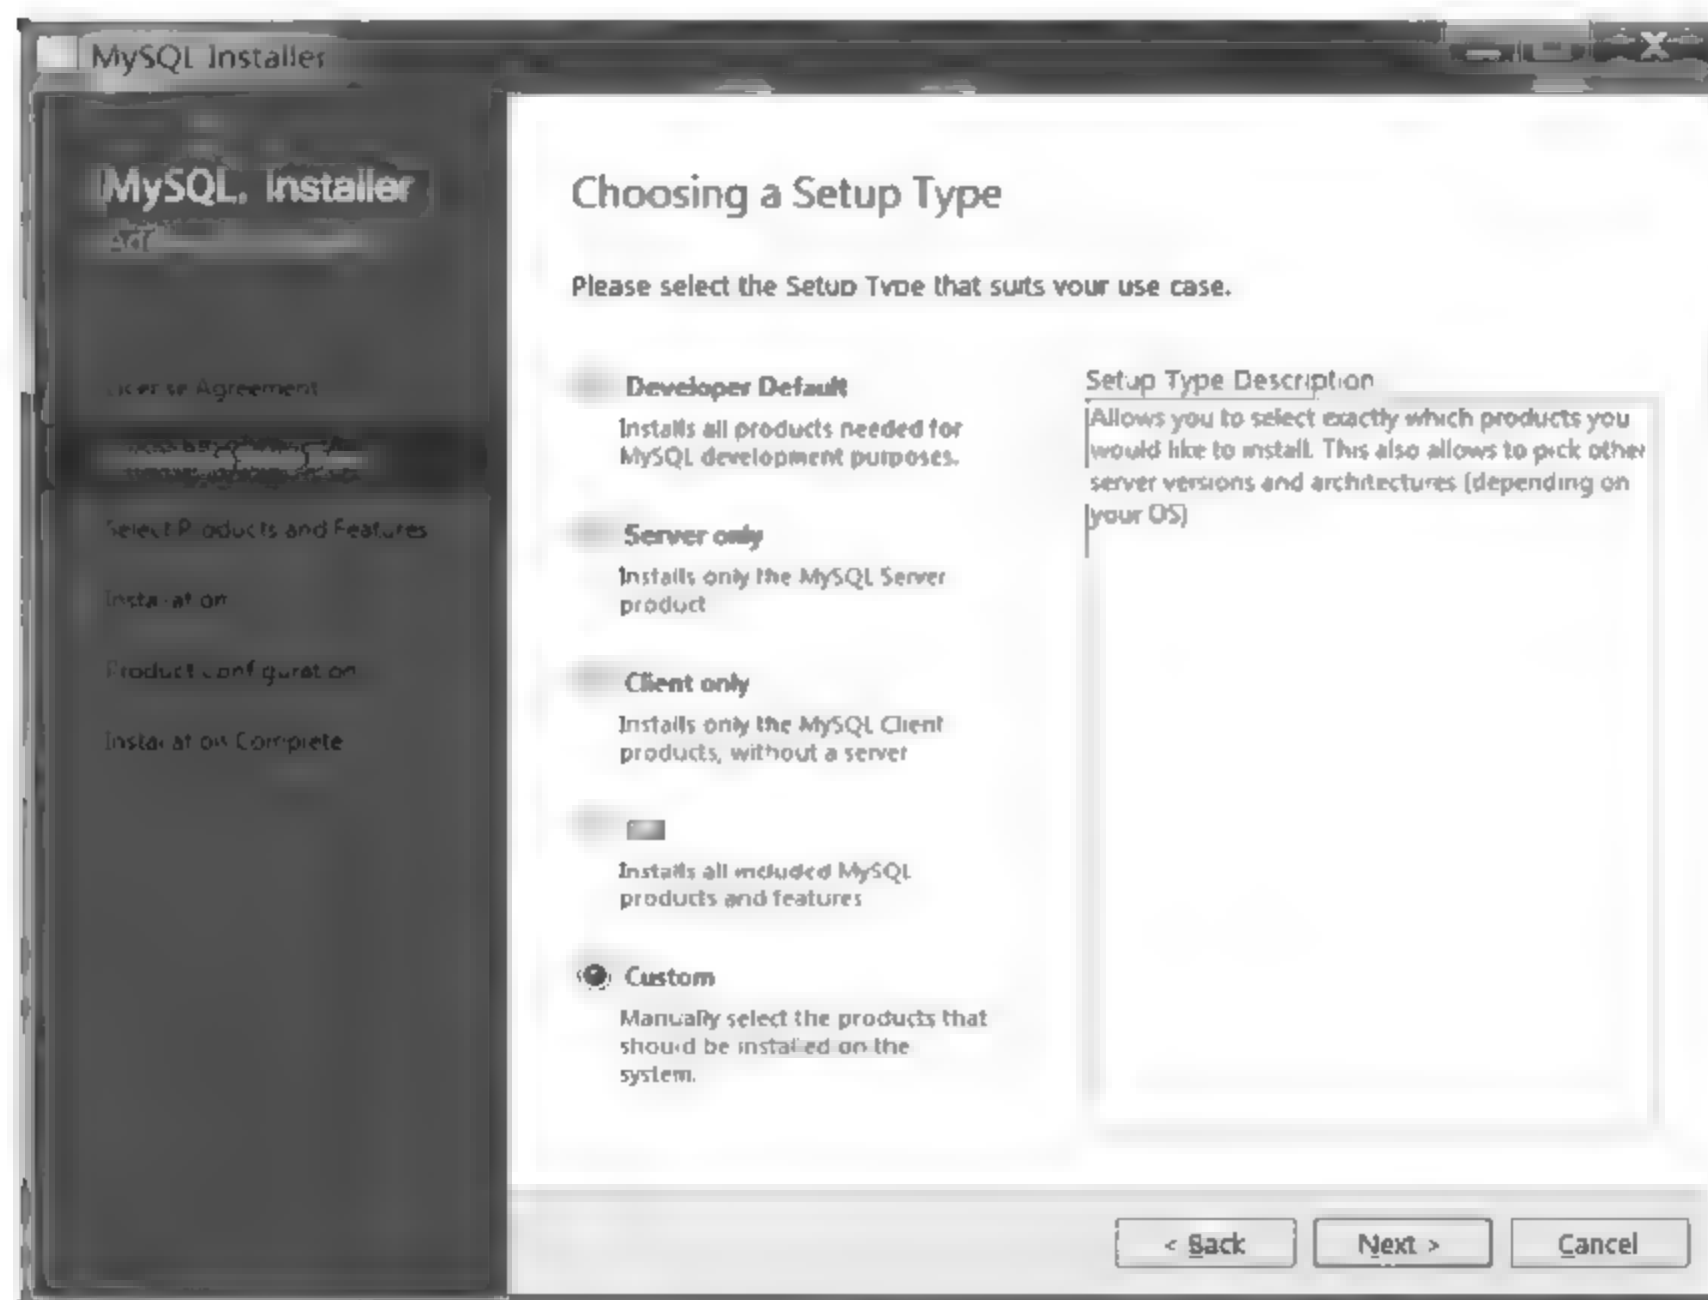 MySQL Installer
MySQL. Installer
License Agreement
Select Products and Features
Installation
Product Configuration
Installation Complete
Choosing a Setup Type
Please select the Setup Type that suits your use case.
Developer Default
Installs all products needed for
MySQL development purposes.
Server only
Installs only the MySQL Server
product
Client only
Installs only the MySQL Client
products, without a server
Installs all included MySQL
products and features
Custom
Manually select the products that
should be installed on the
system.
Setup Type Description
Allows you to select exactly which products you
would like to install. This also allows to pick other
server versions and architectures (depending on
your OS)
< Back
Next >
Cancel